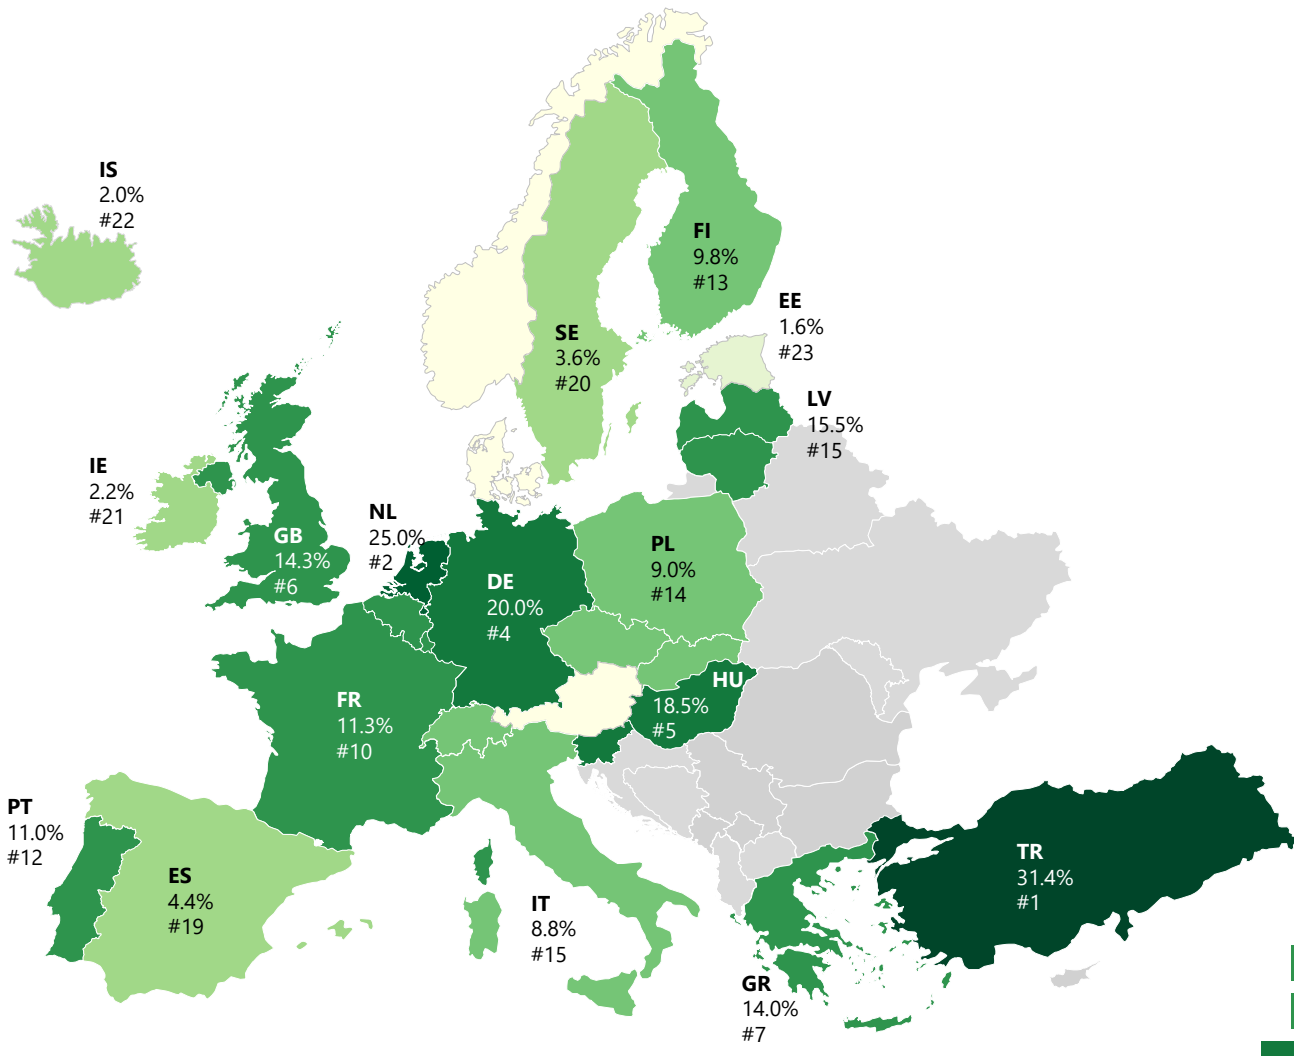 IS
2.0%
#22
FI
9.8%
#13
EE
1.6%
#23
SE
3.6%
#20
LV
15.5%
#15
IE
2.2%
#21
NL
25.0%
#2
GB
14.3%
#6
PL
9.0%
#14
DE
20.0%
#4
HU
18.5%
#5
FR
11.3%
#10
PT
11.0%
#12
ES
4.4%
#19
IT
8.8%
#15
TR
31.4%
#1
GR
14.0%
#7